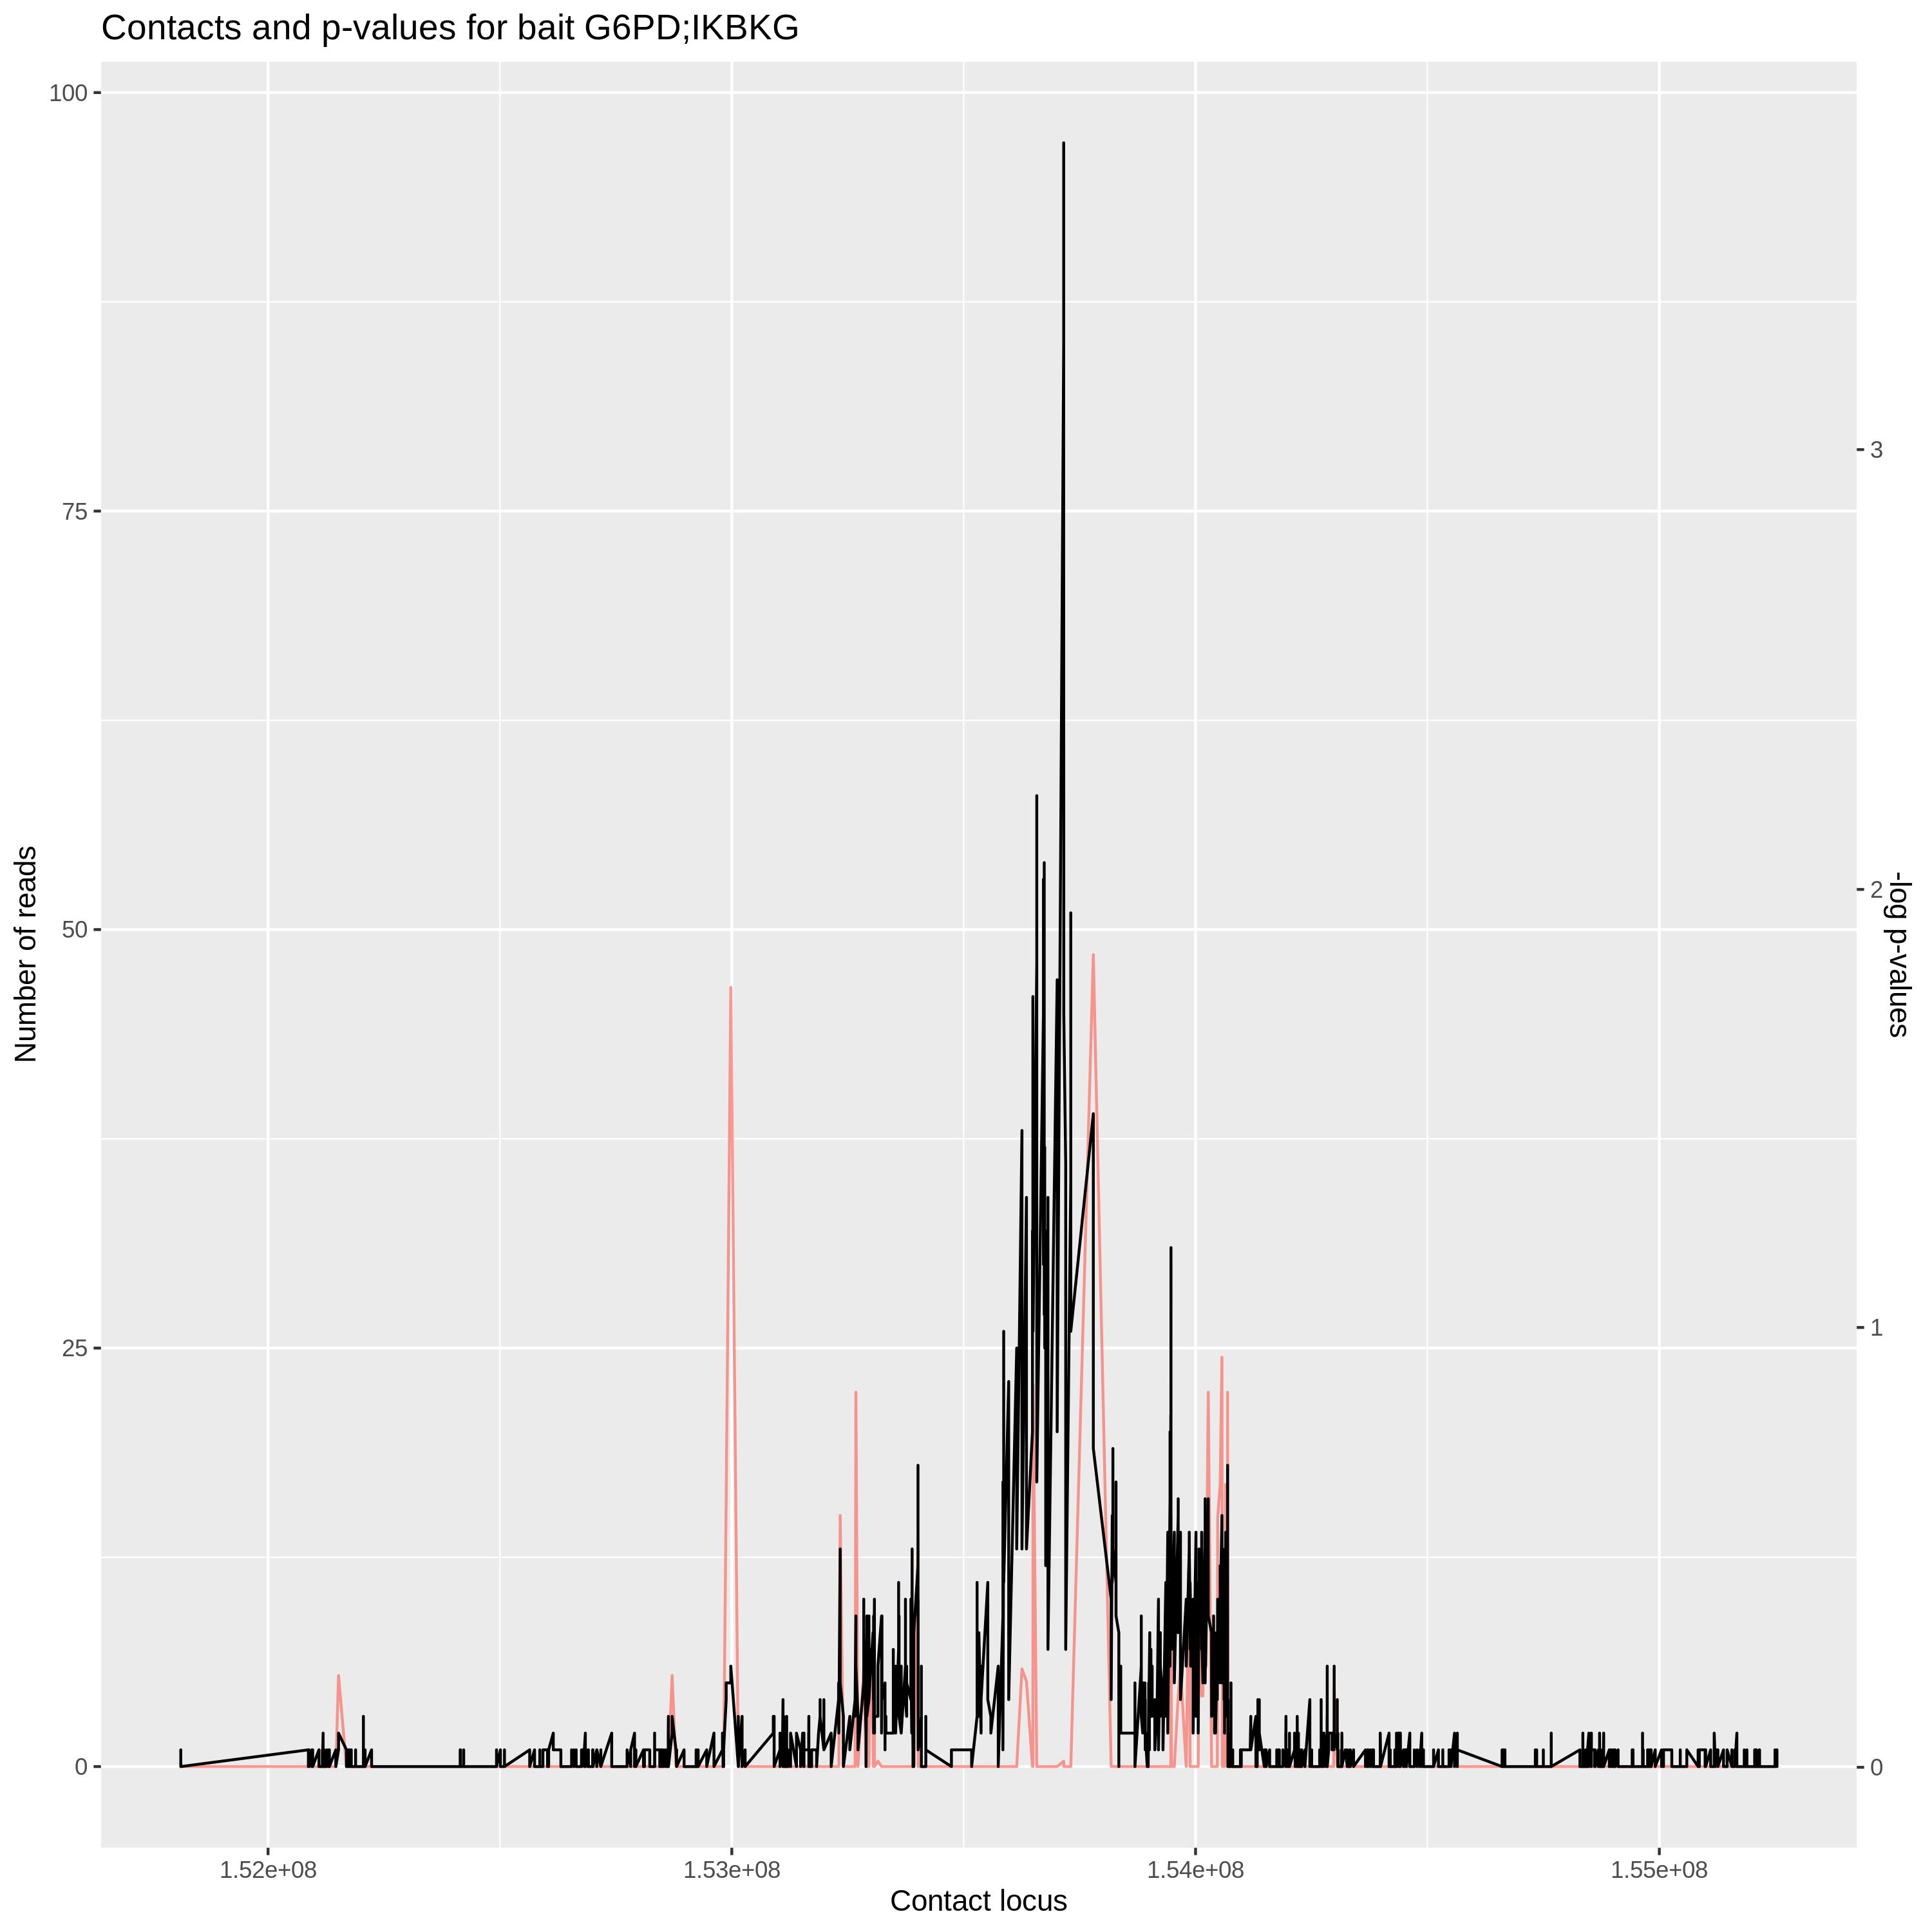 Contacts and p-values for bait G6PD;IKBKG
100
75
50
25
0
Number of reads
3
2
1
0
-log p-values
1.52e+08
1.53e+08
1.54e+08
1.55e+08
Contact locus